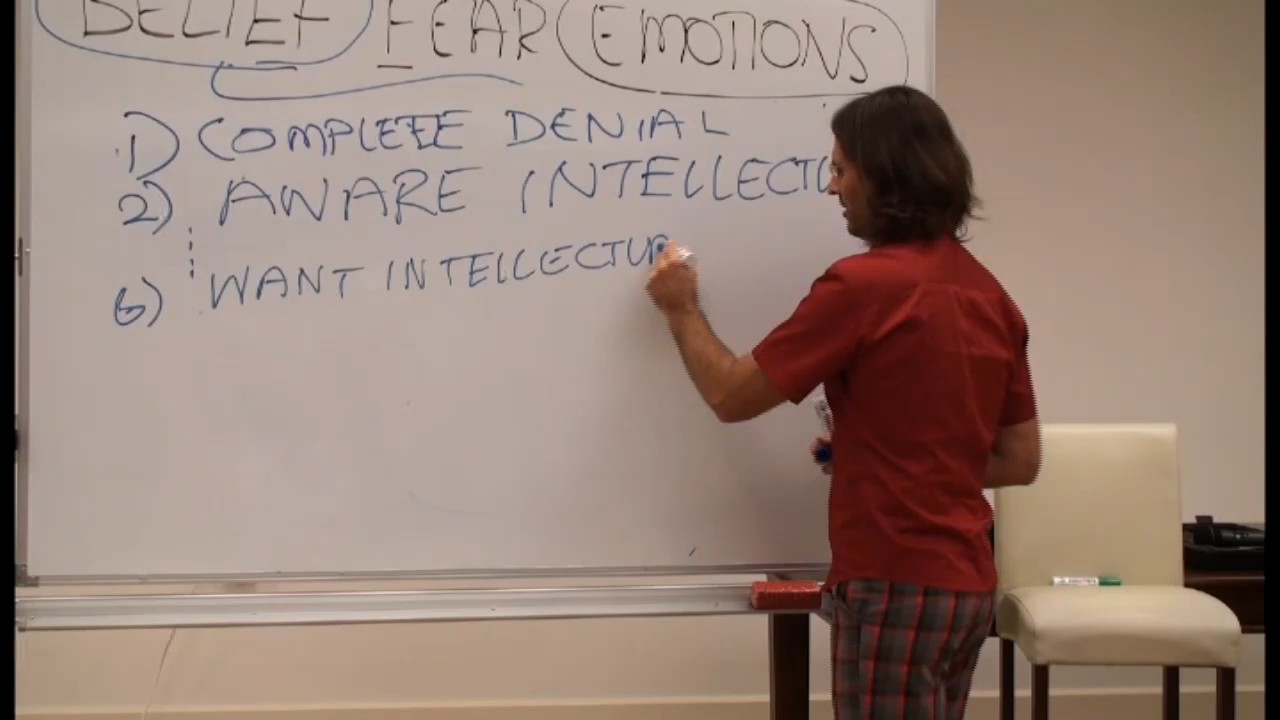 BELIEF FEAR EMOTIONS
1) COMPLETE DENIAL
2) AWARE INTELLECTU
6) WANT INTELLECTUA